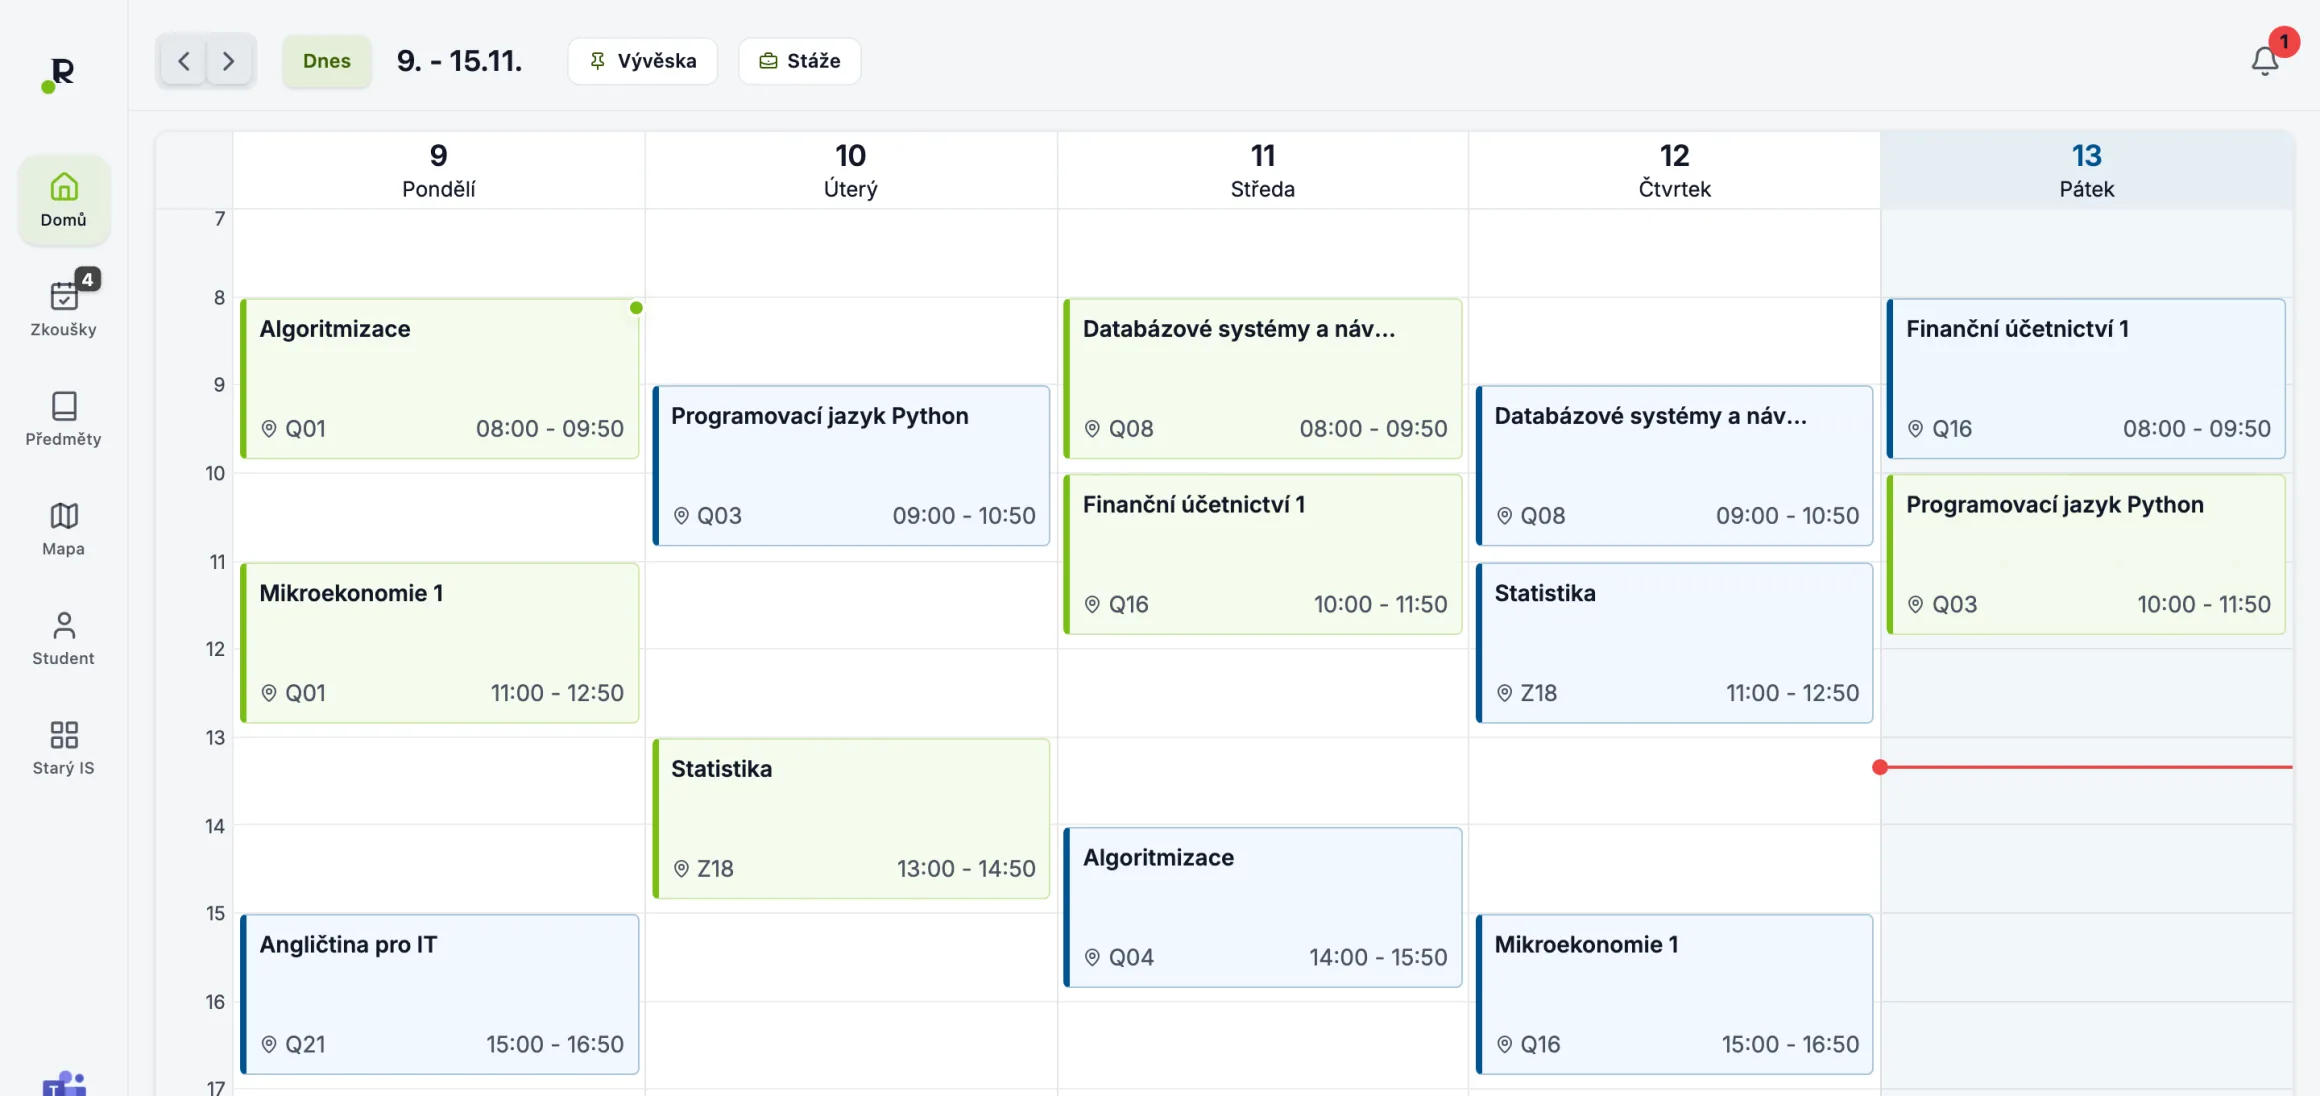 R
Dnes
9. - 15.11.
Vývěska
Stáže
1
Domů
4
Zkoušky
Předměty
Mapa
Student
Starý IS
T
9
Pondělí
10
Úterý
11
Středa
12
Čtvrtek
13
Pátek
7
8
9
10
11
12
13
14
15
16
17
Algoritmizace
Q01 08:00 - 09:50
Mikroekonomie 1
Q01 11:00 - 12:50
Angličtina pro IT
Q21 15:00 - 16:50
Programovací jazyk Python
Q03 09:00 - 10:50
Statistika
Z18 13:00 - 14:50
Databázové systémy a náv...
Q08 08:00 - 09:50
Finanční účetnictví 1
Q16 10:00 - 11:50
Algoritmizace
Q04 14:00 - 15:50
Databázové systémy a náv...
Q08 09:00 - 10:50
Statistika
Z18 11:00 - 12:50
Mikroekonomie 1
Q16 15:00 - 16:50
Finanční účetnictví 1
Q16 08:00 - 09:50
Programovací jazyk Python
Q03 10:00 - 11:50